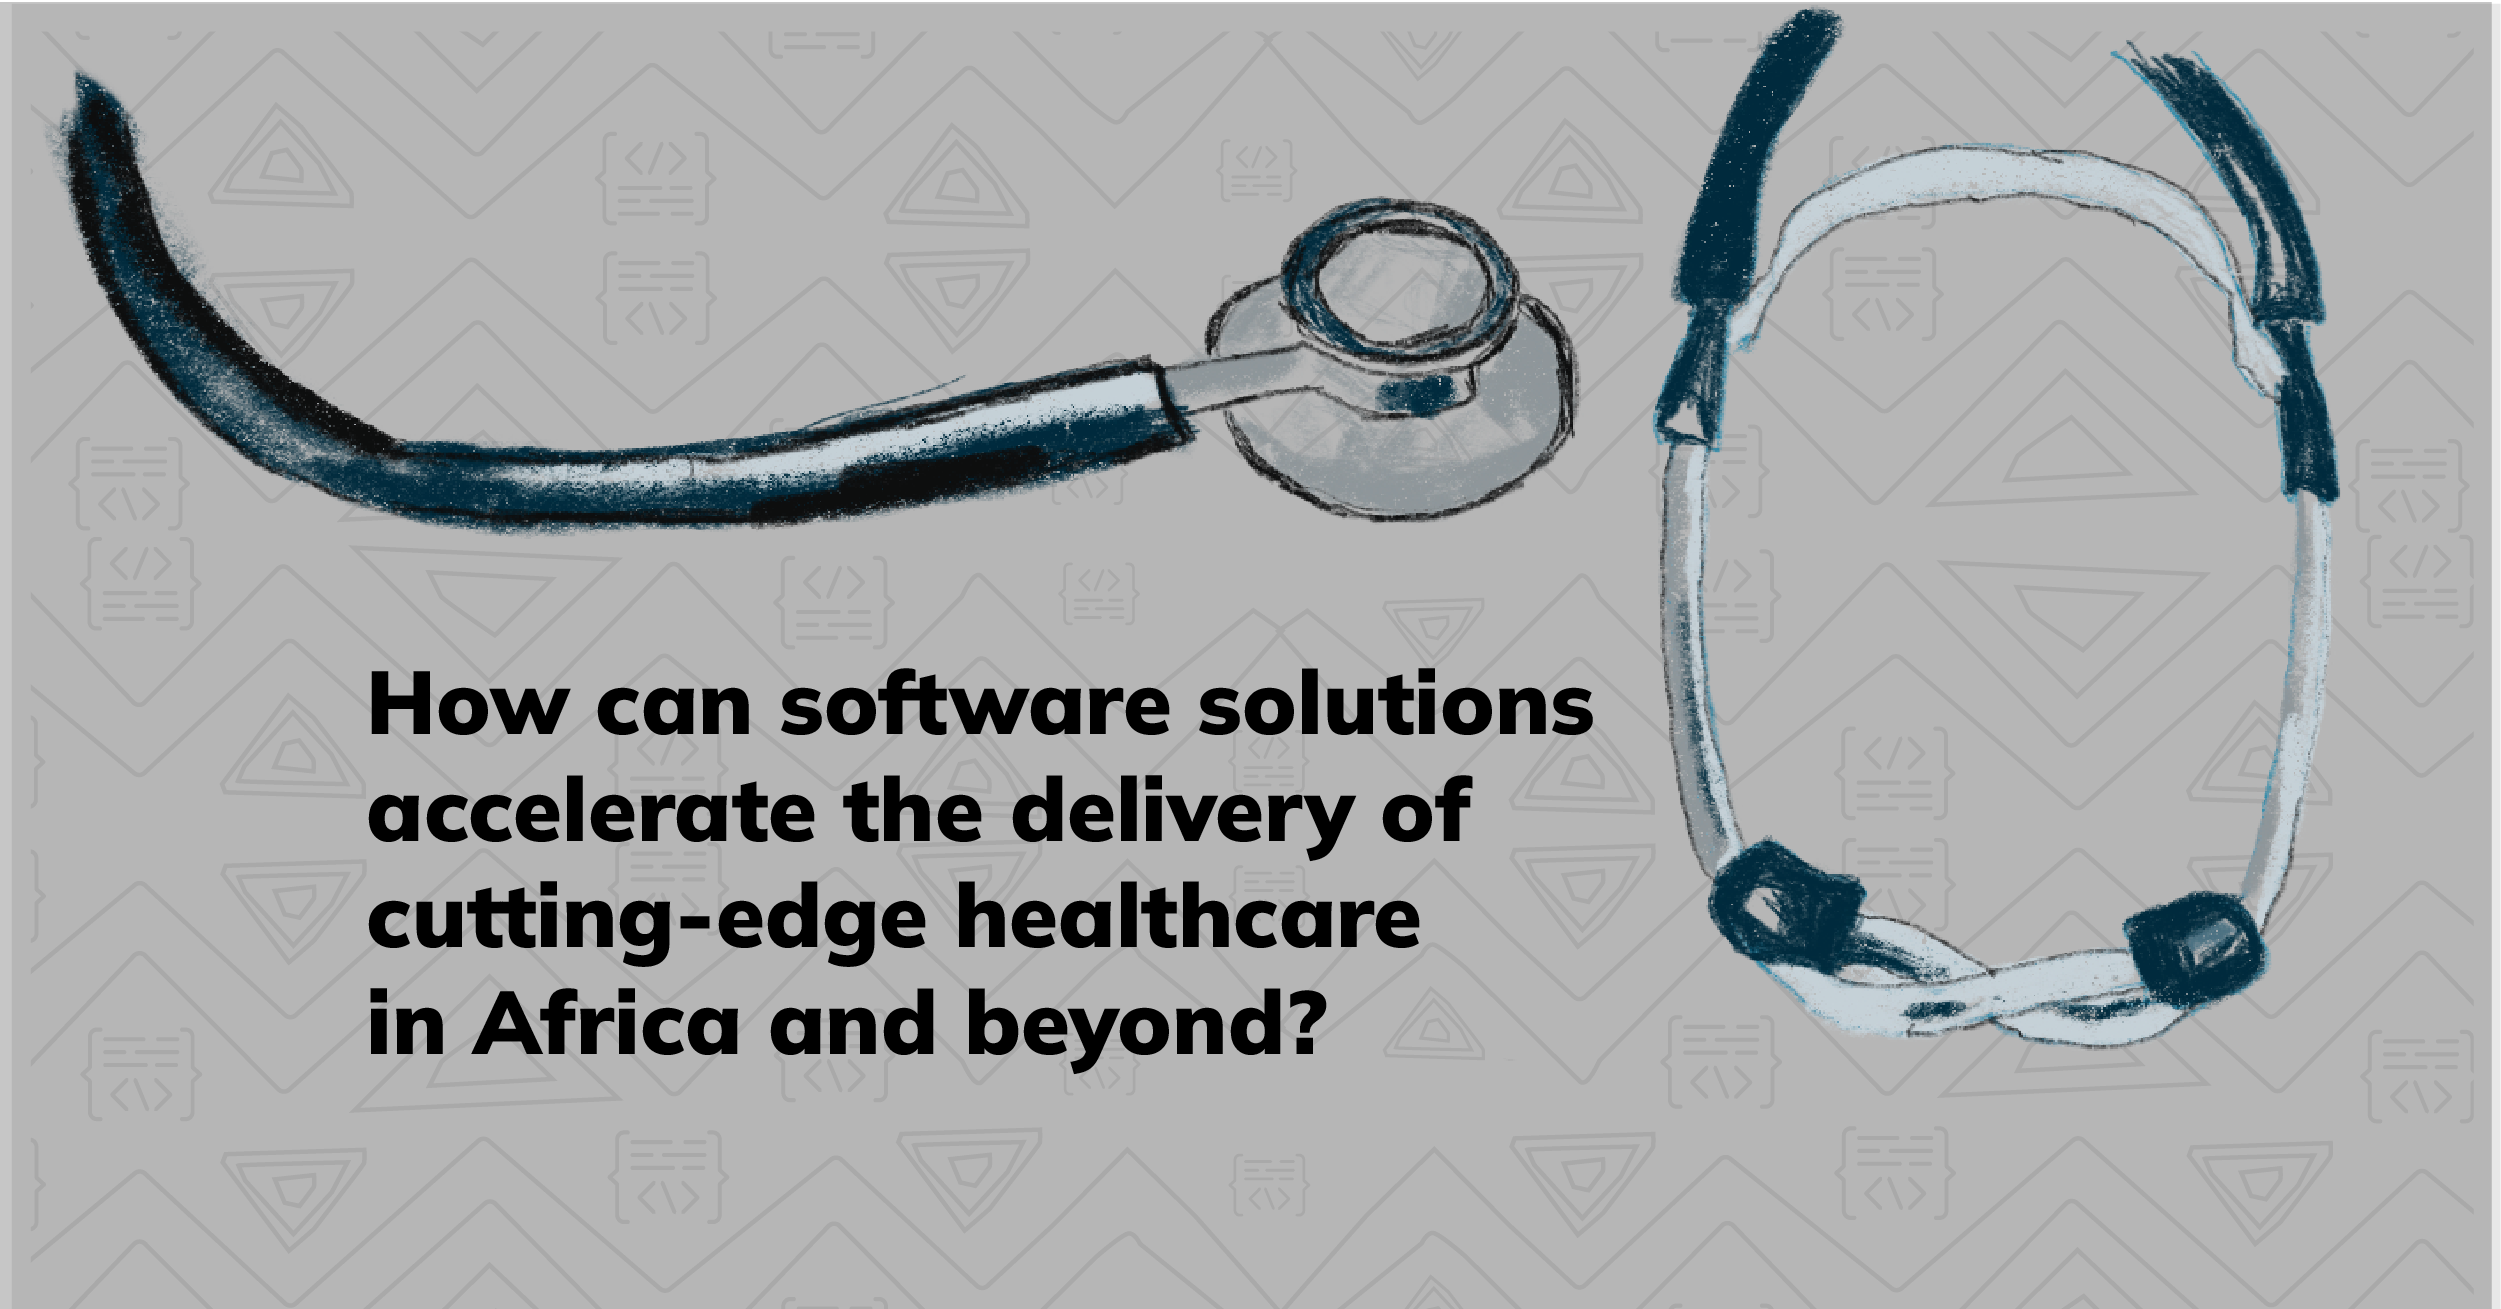 How can software solutions
accelerate the delivery of
cutting-edge healthcare
in Africa and beyond?